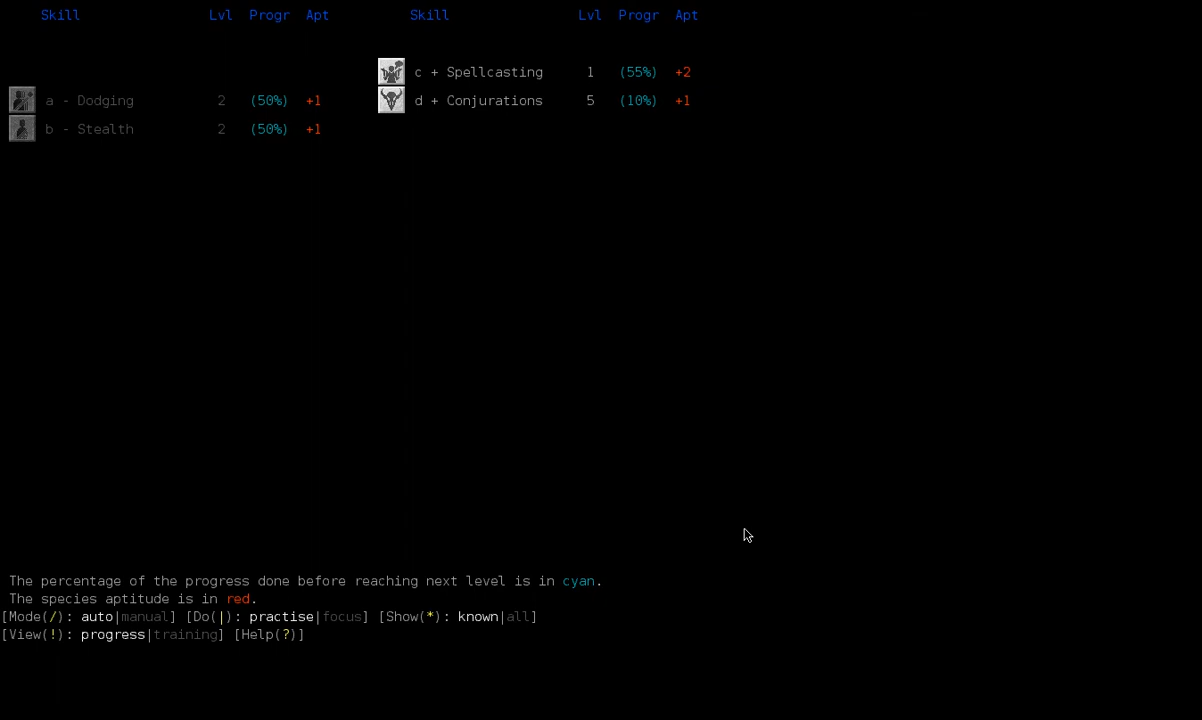 Skill Lvl Progr Apt Skill Lvl Progr Apt
c + Spellcasting 1 (55%) +2
a - Dodging 2 (50%) +1 d + Conjurations 5 (10%) +1
b - Stealth 2 (50%) +1
The percentage of the progress done before reaching next level is in cyan.
The species aptitude is in red.
[Mode(/): auto|manual] [Do(|): practise|focus] [Show(*): known|all]
[View(!): progress|training] [Help(?)]